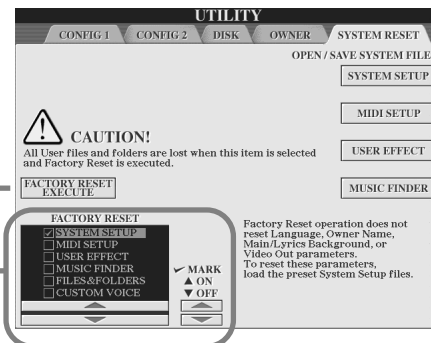 UTILITY
CONFIG 1 CONFIG 2 DISK OWNER SYSTEM RESET
OPEN / SAVE SYSTEM FILE
SYSTEM SETUP
MIDI SETUP
CAUTION!
All User files and folders are lost when this item is selected
and Factory Reset is executed.
USER EFFECT
FACTORY RESET
EXECUTE
MUSIC FINDER
FACTORY RESET
SYSTEM SETUP
MIDI SETUP
USER EFFECT
MUSIC FINDER
FILES&FOLDERS
CUSTOM VOICE
MARK
▲ ON
▼ OFF
Factory Reset operation does not
reset Language, Owner Name,
Main/Lyrics Background, or
Video Out parameters.
To reset these parameters,
load the preset System Setup files.